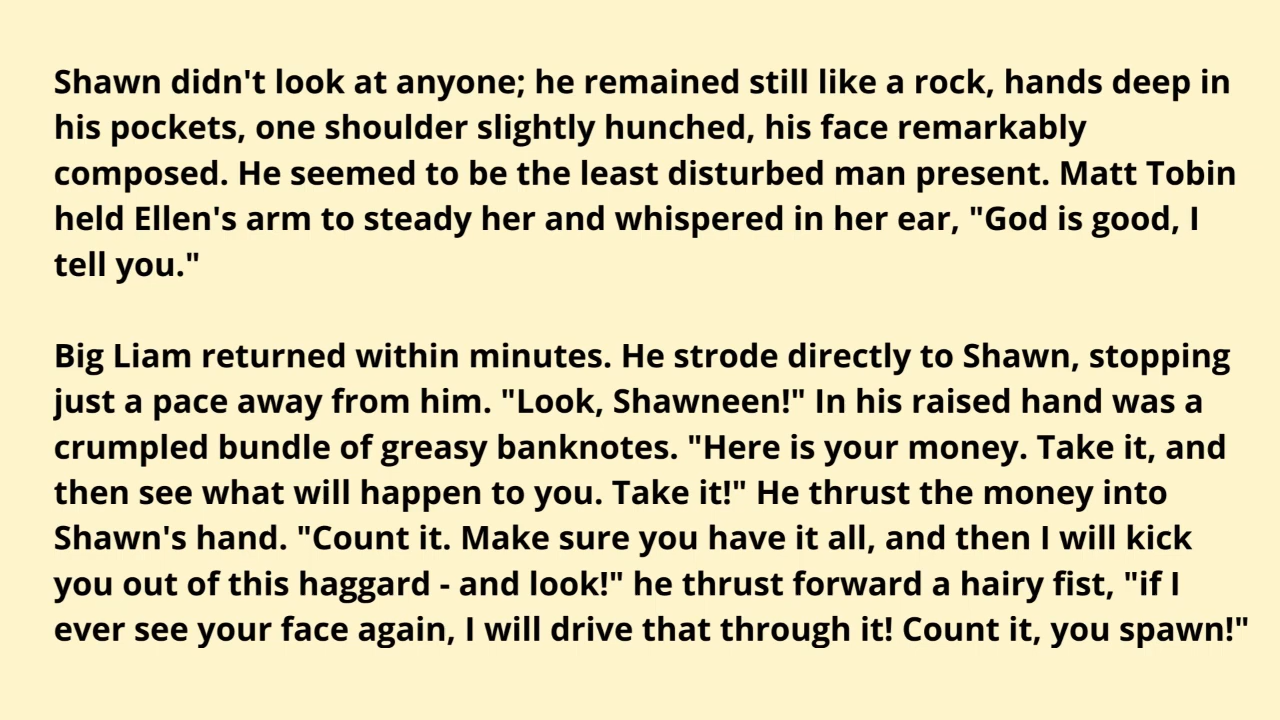 Shawn didn't look at anyone; he remained still like a rock, hands deep in
his pockets, one shoulder slightly hunched, his face remarkably
composed. He seemed to be the least disturbed man present. Matt Tobin
held Ellen's arm to steady her and whispered in her ear, "God is good, I
tell you."
Big Liam returned within minutes. He strode directly to Shawn, stopping
just a pace away from him. "Look, Shawneen!" In his raised hand was a
crumpled bundle of greasy banknotes. "Here is your money. Take it, and
then see what will happen to you. Take it!" He thrust the money into
Shawn's hand. "Count it. Make sure you have it all, and then I will kick
you out of this haggard - and look!" he thrust forward a hairy fist, "if I
ever see your face again, I will drive that through it! Count it, you spawn!"